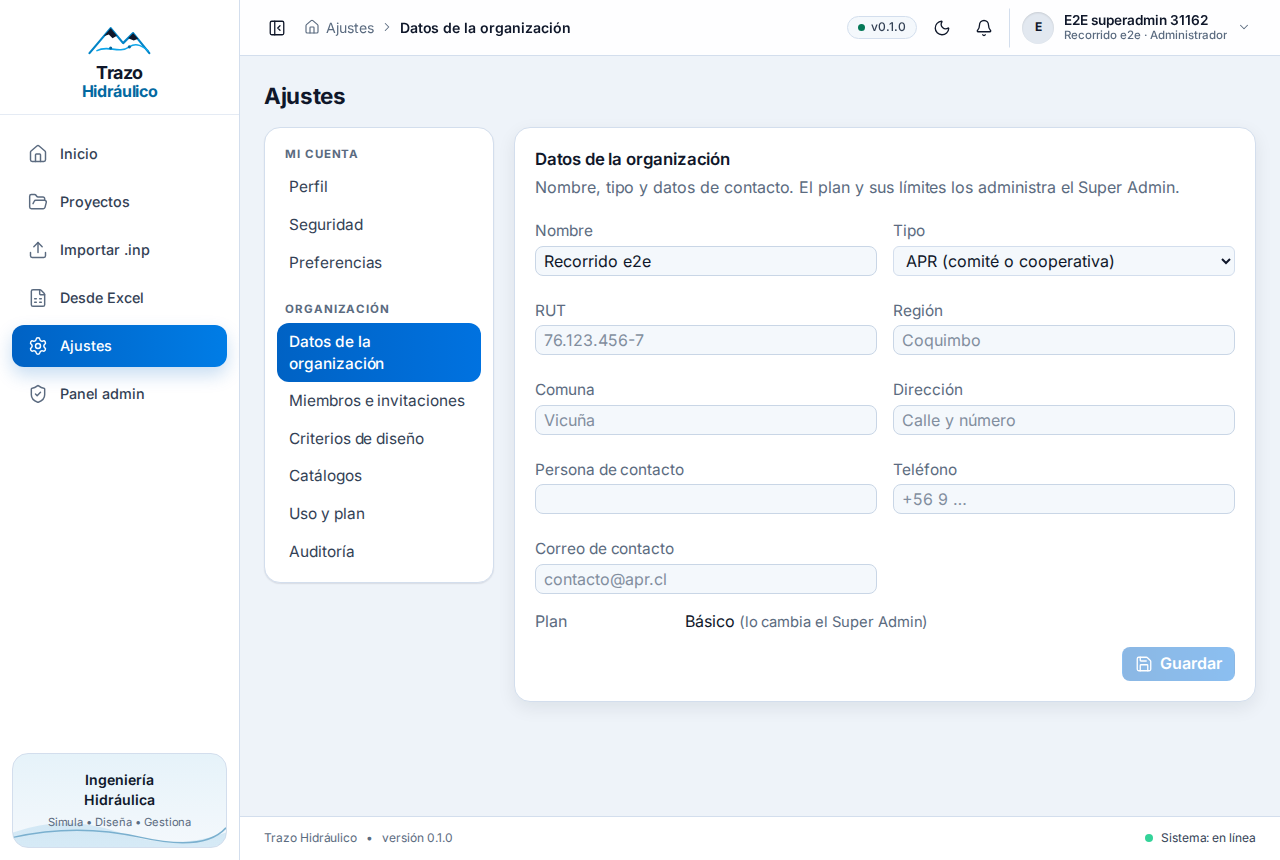 Trazo
Hidráulico
Inicio
Proyectos
Importar .inp
Desde Excel
Ajustes
Panel admin
Ingeniería
Hidráulica
Simula • Diseña • Gestiona
Ajustes > Datos de la organización
v0.1.0
E
E2E superadmin 31162
Recorrido e2e · Administrador
Ajustes
MI CUENTA
Perfil
Seguridad
Preferencias
ORGANIZACIÓN
Datos de la
organización
Miembros e invitaciones
Criterios de diseño
Catálogos
Uso y plan
Auditoría
Datos de la organización
Nombre, tipo y datos de contacto. El plan y sus límites los administra el Super Admin.
Nombre
Recorrido e2e
Tipo
APR (comité o cooperativa)
RUT
76.123.456-7
Región
Coquimbo
Comuna
Vicuña
Dirección
Calle y número
Persona de contacto
Teléfono
+56 9 ...
Correo de contacto
contacto@apr.cl
Plan
Básico (lo cambia el Super Admin)
Guardar
Trazo Hidráulico • versión 0.1.0
Sistema: en línea